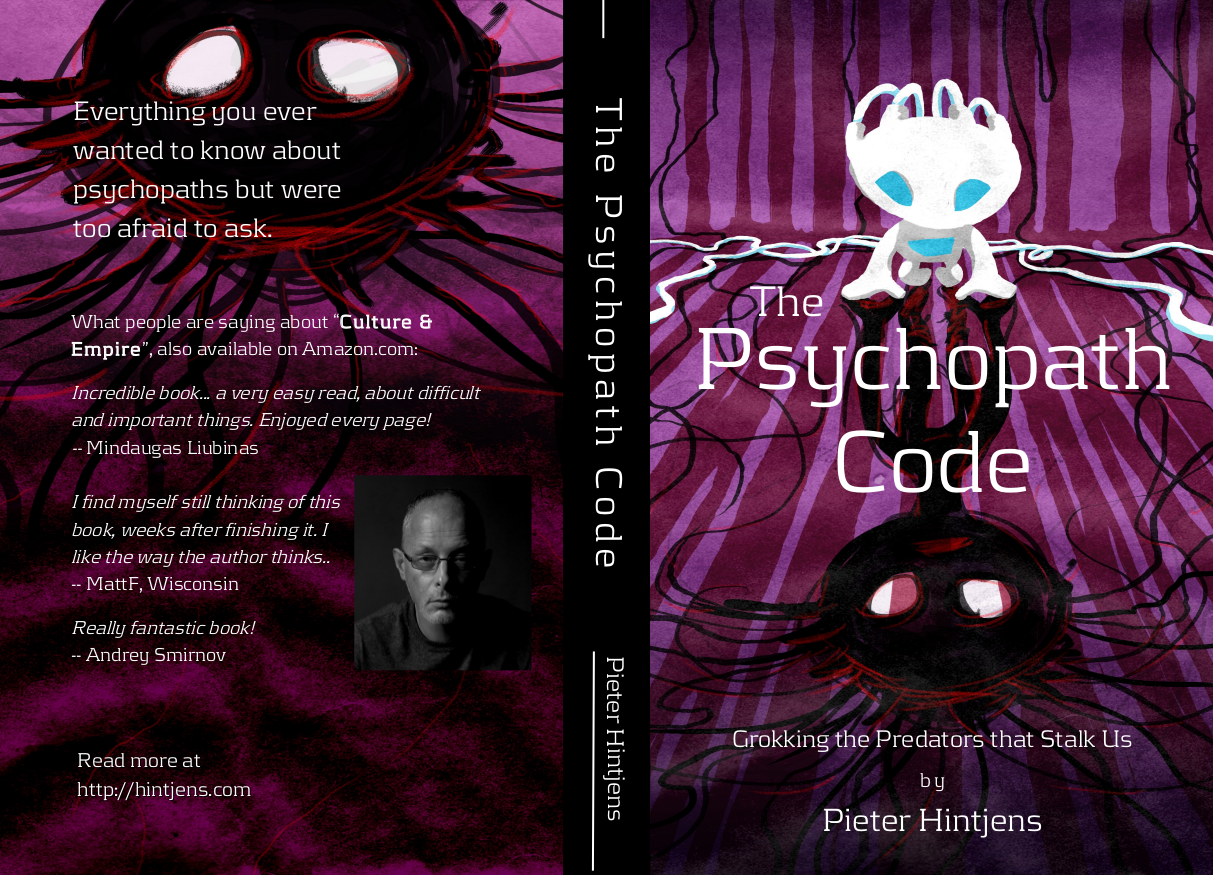 Everything you ever
wanted to know about
psychopaths but were
too afraid to ask.
What people are saying about “Culture &
Empire”, also available on Amazon.com:
Incredible book... a very easy read, about difficult
and important things. Enjoyed every page!
-- Mindaugas Liubinas
I find myself still thinking of this
book, weeks after finishing it. I
like the way the author thinks..
-- MattF, Wisconsin
Really fantastic book!
-- Andrey Smirnov
Read more at
http://hintjens.com
The Psychopath Code
Pieter Hintjens
The
Psychopath
Code
Grokking the Predators that Stalk Us
by
Pieter Hintjens